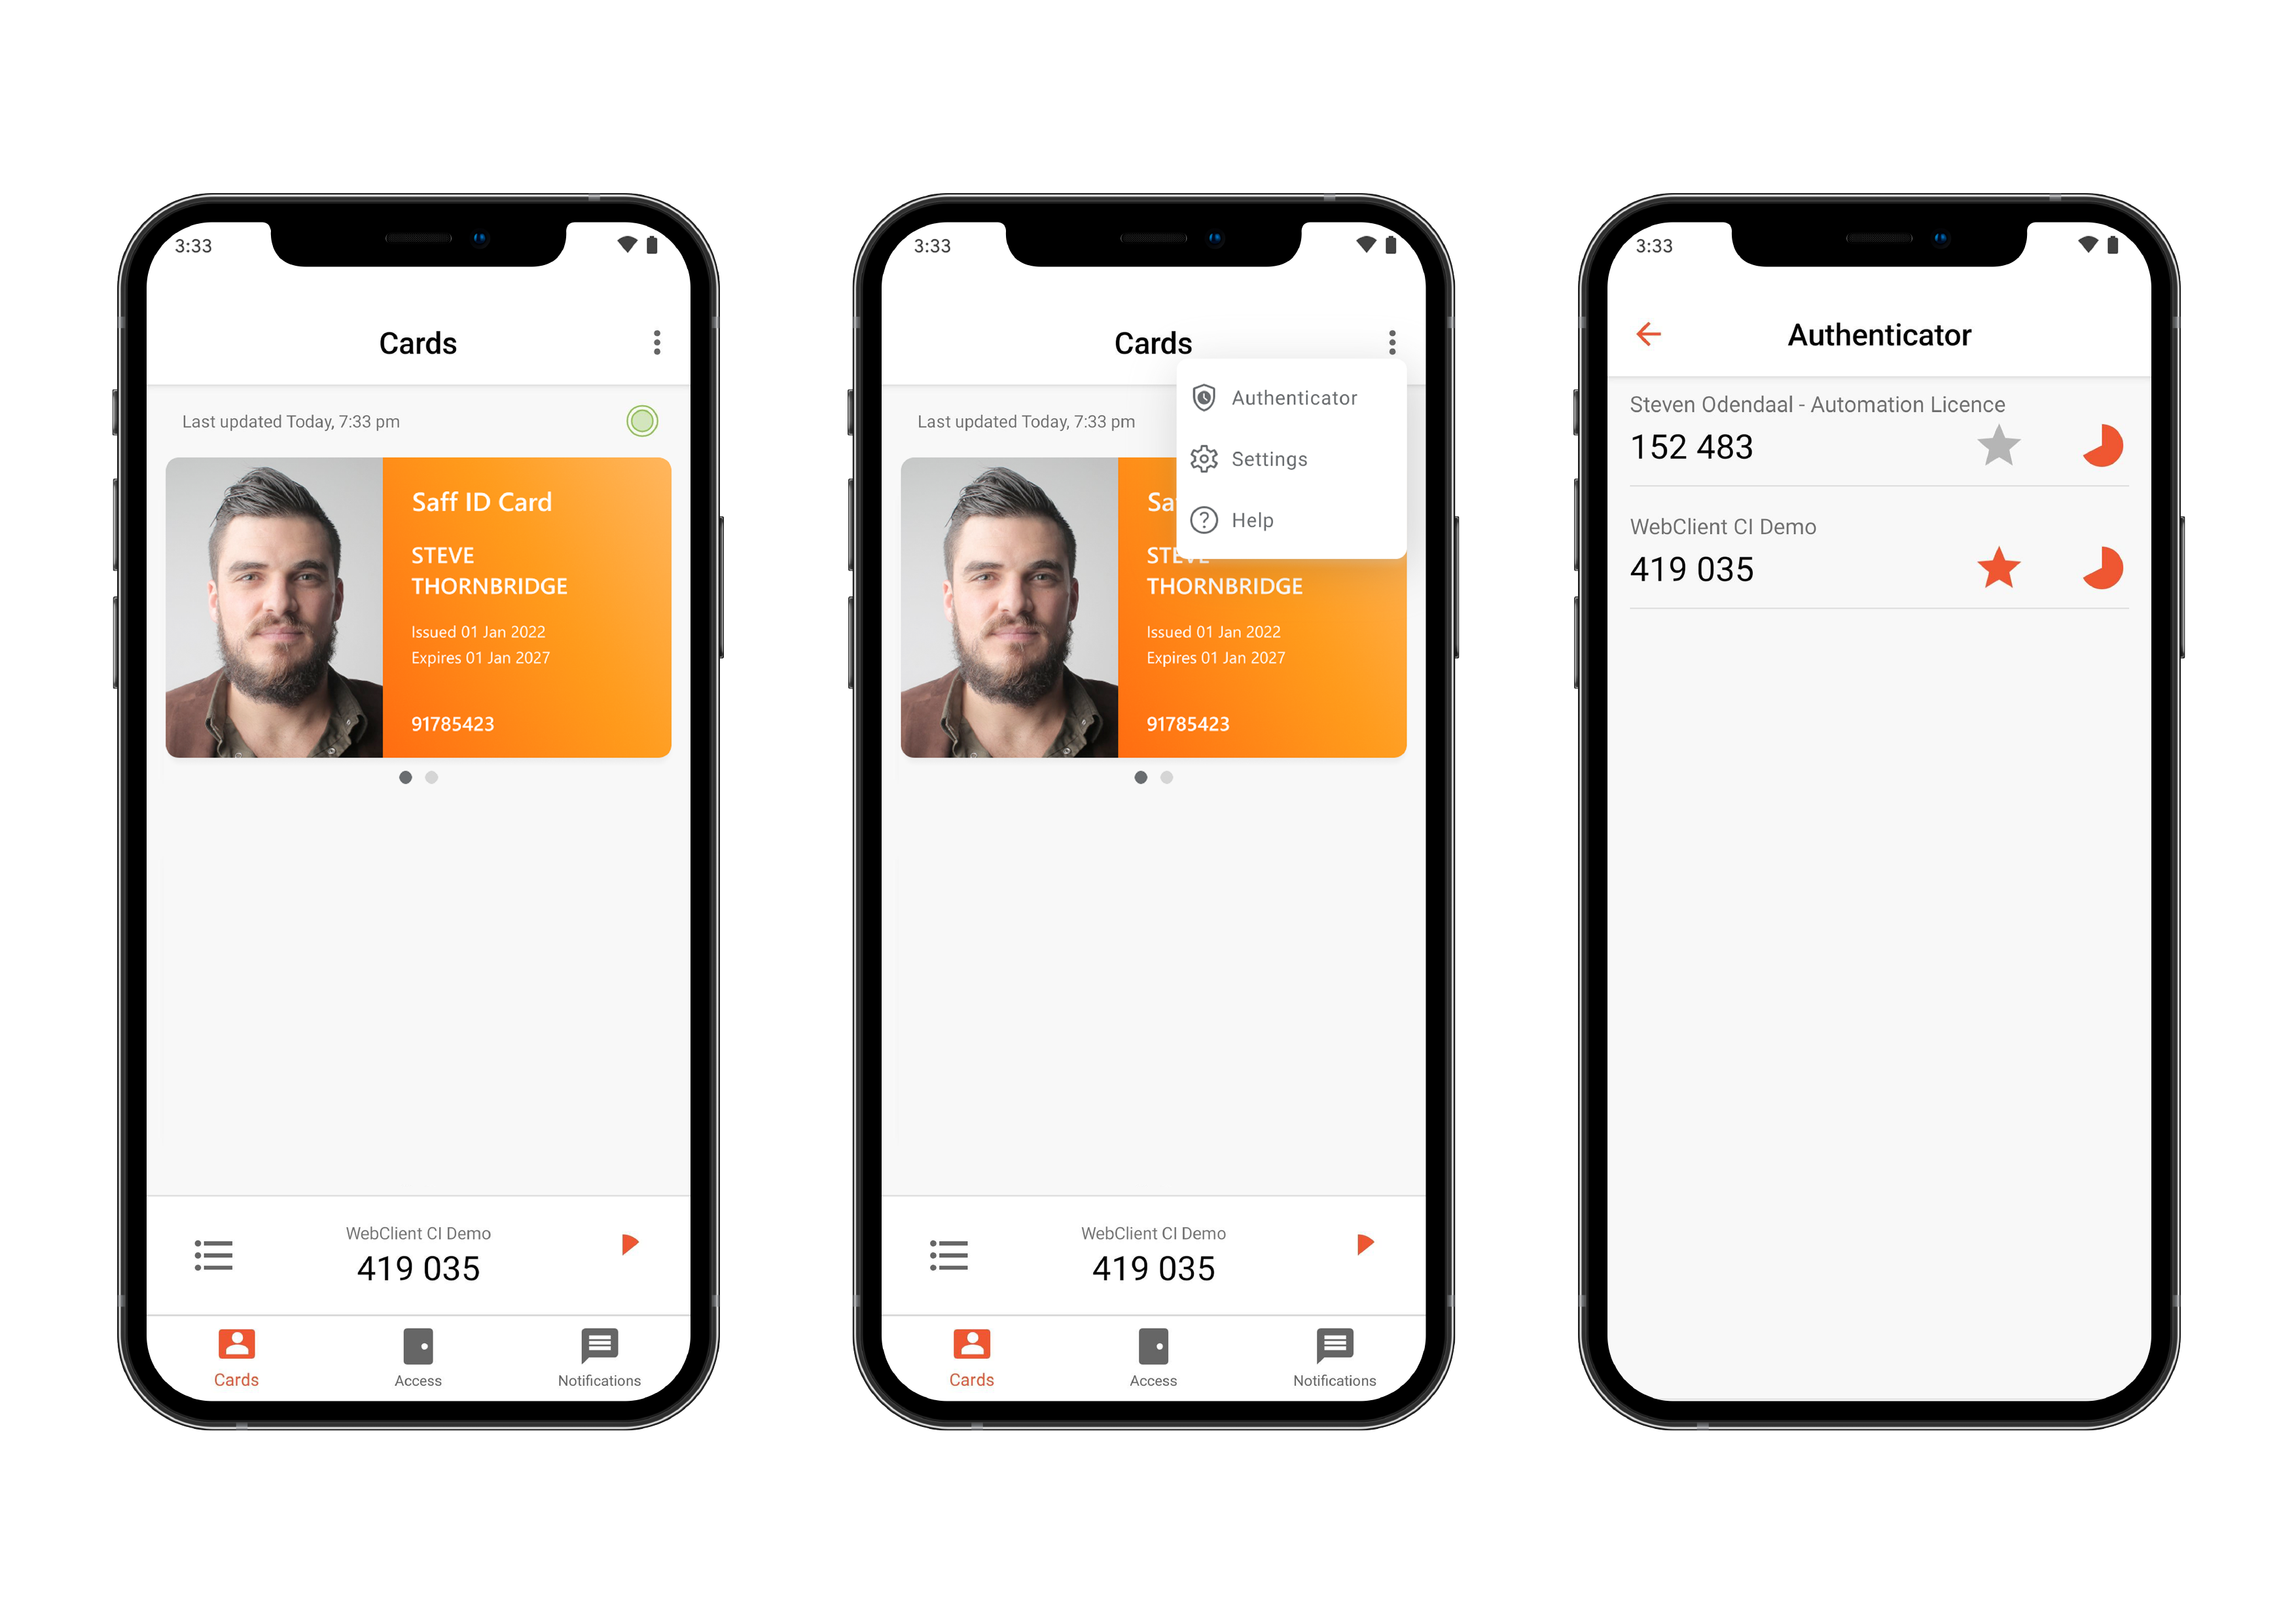 3:33
Cards
Last updated Today, 7:33 pm
Saff ID Card
STEVE
THORNBRIDGE
Issued 01 Jan 2022
Expires 01 Jan 2027
91785423
WebClient CI Demo
419 035
Cards
Access
Notifications
3:33
Cards
Authenticator
Last updated Today, 7:33 pm
Settings
Sa
Help
STEVE
THORNBRIDGE
Issued 01 Jan 2022
Expires 01 Jan 2027
91785423
WebClient CI Demo
419 035
Cards
Access
Notifications
3:33
Authenticator
Steven Odendaal - Automation Licence
152 483
WebClient CI Demo
419 035